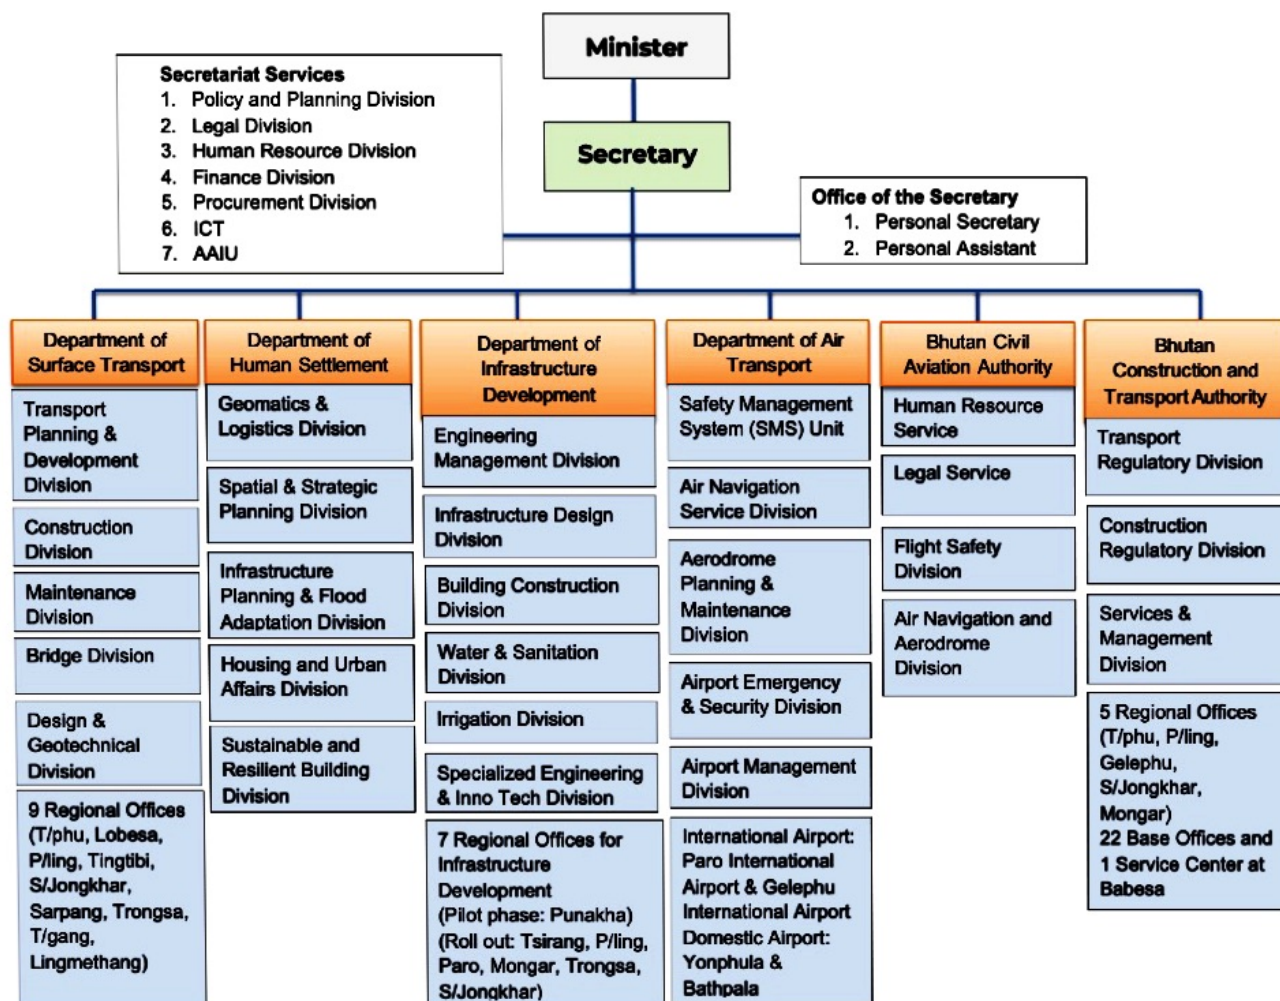 Minister
Secretary
Secretariat Services
1. Policy and Planning Division
2. Legal Division
3. Human Resource Division
4. Finance Division
5. Procurement Division
6. ICT
7. AAIU
Office of the Secretary
1. Personal Secretary
2. Personal Assistant
Department of
Surface Transport
Transport
Planning &
Development
Division
Construction
Division
Maintenance
Division
Bridge Division
Design &
Geotechnical
Division
9 Regional Offices
(T/phu, Lobesa,
P/ling, Tingtibi,
S/Jongkhar,
Sarpang, Trongsa,
T/gang,
Lingmethang)
Department of
Human Settlement
Geomatics &
Logistics Division
Spatial & Strategic
Planning Division
Infrastructure
Planning & Flood
Adaptation Division
Housing and Urban
Affairs Division
Sustainable and
Resilient Building
Division
Department of
Infrastructure
Development
Engineering
Management Division
Infrastructure Design
Division
Building Construction
Division
Water & Sanitation
Division
Irrigation Division
Specialized Engineering
& Inno Tech Division
7 Regional Offices for
Infrastructure
Development
(Pilot phase: Punakha)
(Roll out: Tsirang, P/ling,
Paro, Mongar, Trongsa,
S/Jongkhar)
Department of Air
Transport
Safety Management
System (SMS) Unit
Air Navigation
Service Division
Aerodrome
Planning &
Maintenance
Division
Airport Emergency
& Security Division
Airport Management
Division
International Airport:
Paro International
Airport & Gelephu
International Airport
Domestic Airport:
Yonphula &
Bathpala
Bhutan Civil
Aviation Authority
Human Resource
Service
Legal Service
Flight Safety
Division
Air Navigation and
Aerodrome
Division
Bhutan
Construction and
Transport Authority
Transport
Regulatory Division
Construction
Regulatory Division
Services &
Management
Division
5 Regional Offices
(T/phu, P/ling,
Gelephu,
S/Jongkhar,
Mongar)
22 Base Offices and
1 Service Center at
Babesa